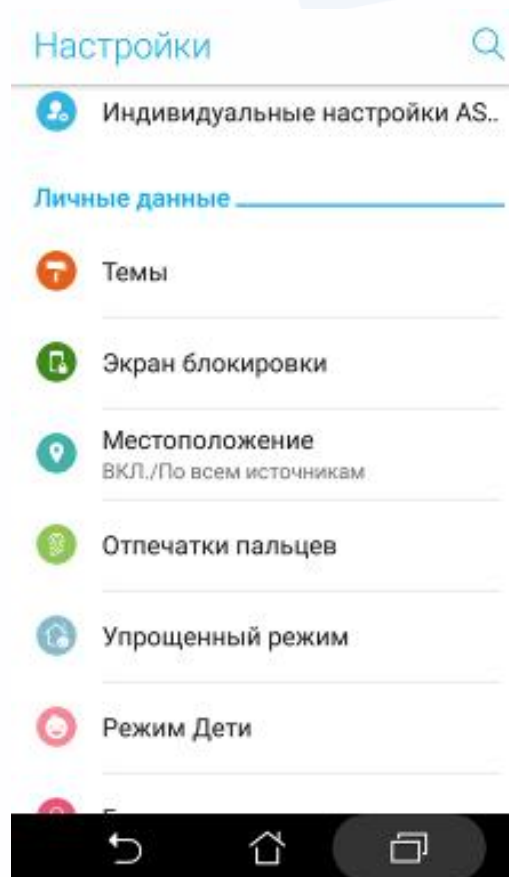 Настройки
Индивидуальные настройки AS..
Личные данные
Темы
Экран блокировки
Местоположение
ВКЛ./По всем источникам
Отпечатки пальцев
Упрощенный режим
Режим Дети